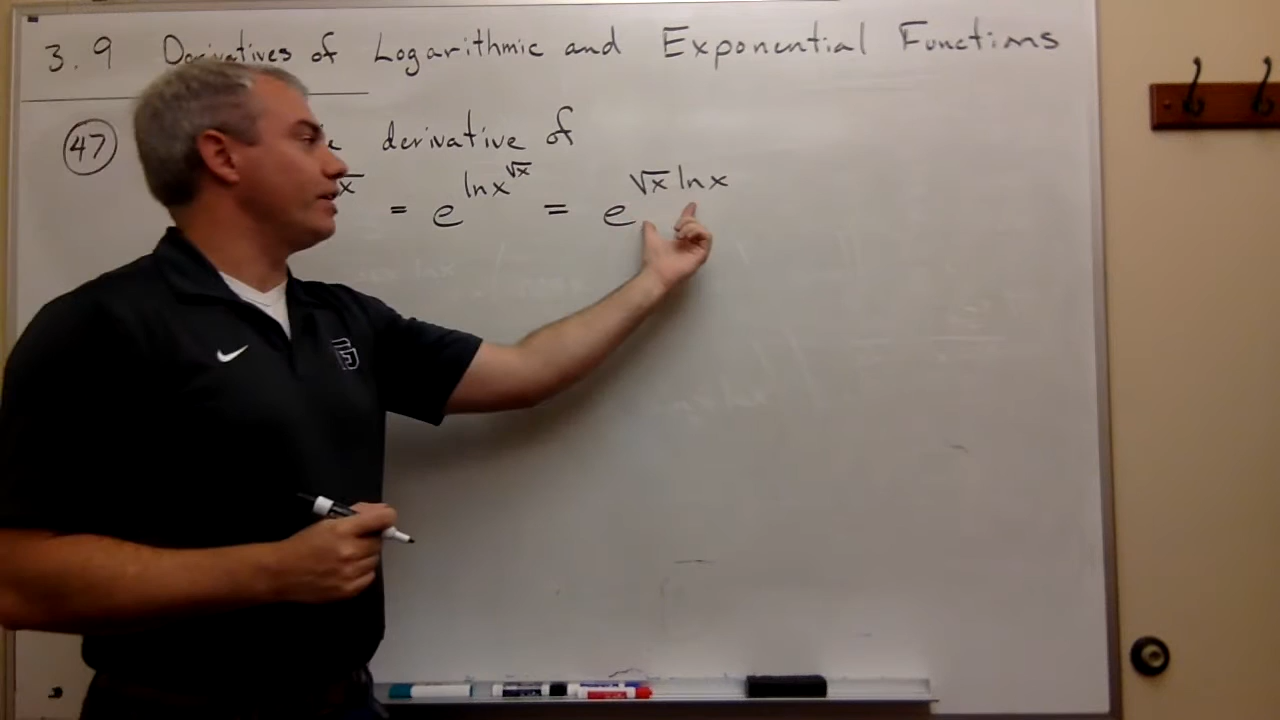 3.9 Derivatives of Logarithmic and Exponential Functions
47 derivative of
√x = e^{ln x^{√x}} = e^{√x ln x}